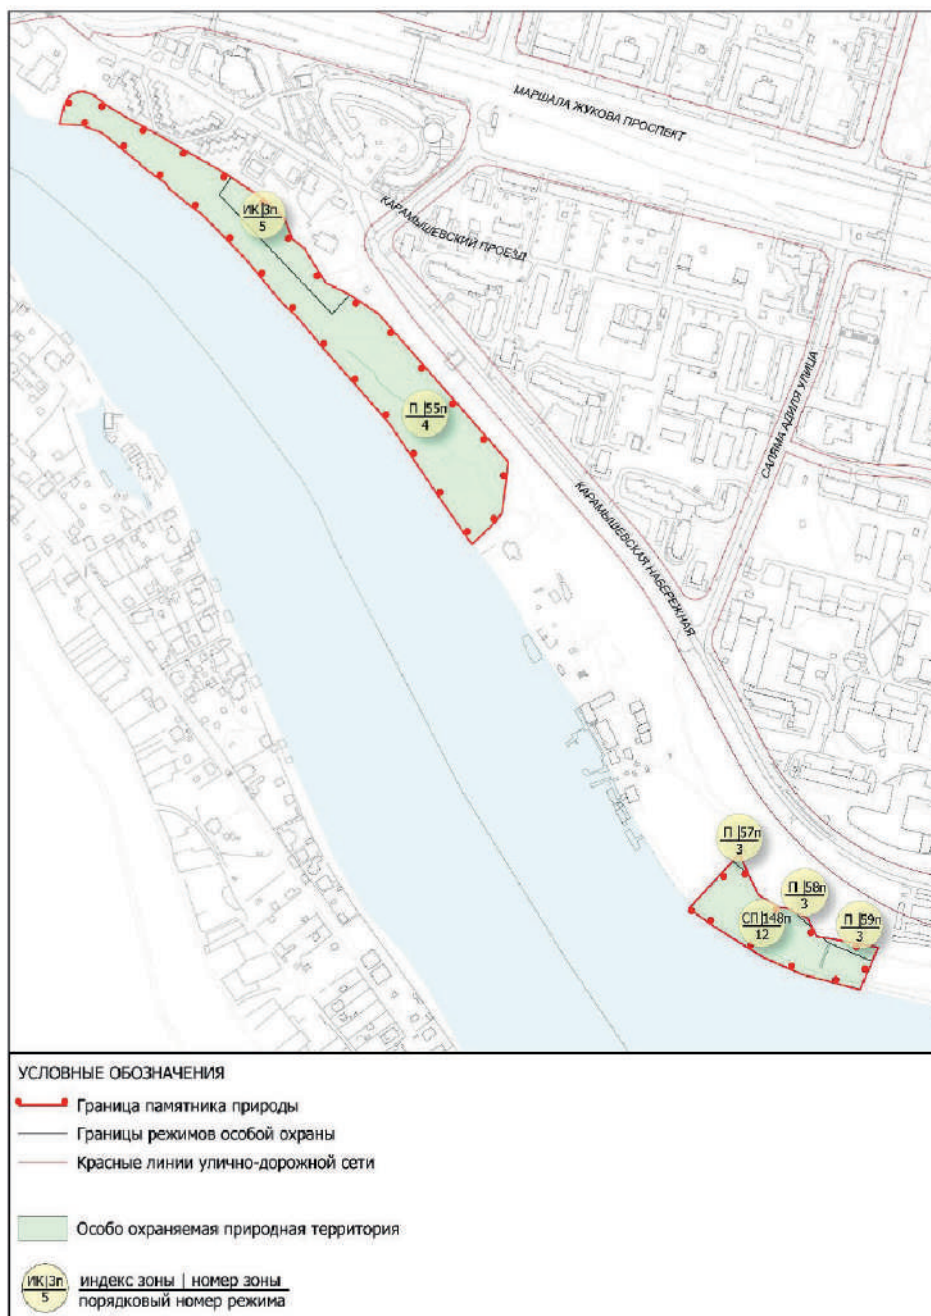 МАРШАЛА ЖУКОВА ПРОСПЕКТ
КАРАМЫШЕВСКИЙ ПРОЕЗД
ИК|3п
5
САЛЯМА АДИЛЯ УЛИЦА
П |55п
4
КАРАМЫШЕВСКАЯ НАБЕРЕЖНАЯ
П |57п
3
П |58п
3
СП|148п
12
П |59п
3
УСЛОВНЫЕ ОБОЗНАЧЕНИЯ
Граница памятника природы
Границы режимов особой охраны
Красные линии улично-дорожной сети
Особо охраняемая природная территория
ИК|3п
5
индекс зоны | номер зоны
порядковый номер режима